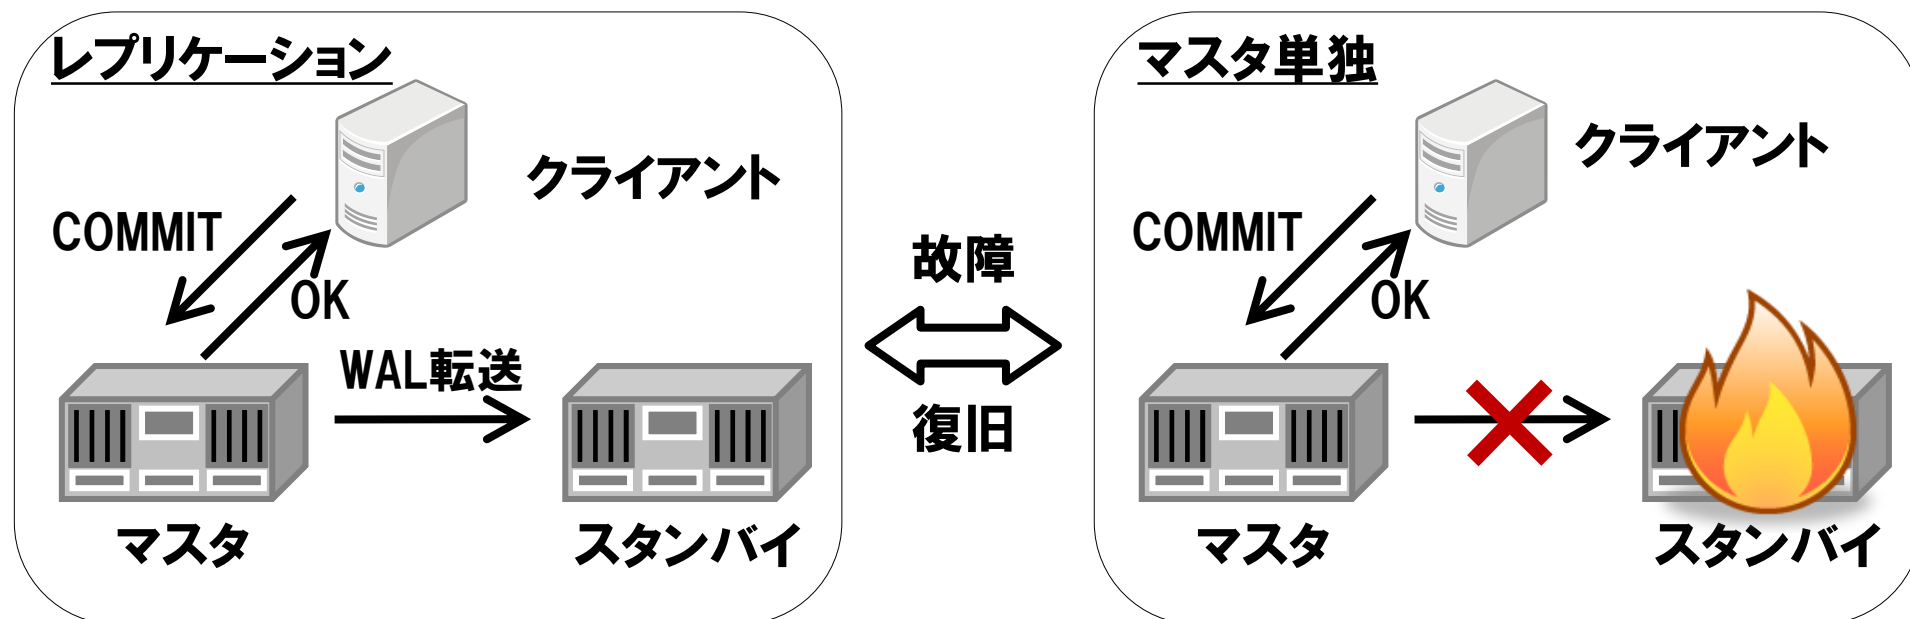 レプリケーション
クライアント
COMMIT
OK
WAL転送
マスタ
スタンバイ
故障
復旧
マスタ単独
クライアント
COMMIT
OK
マスタ
スタンバイ